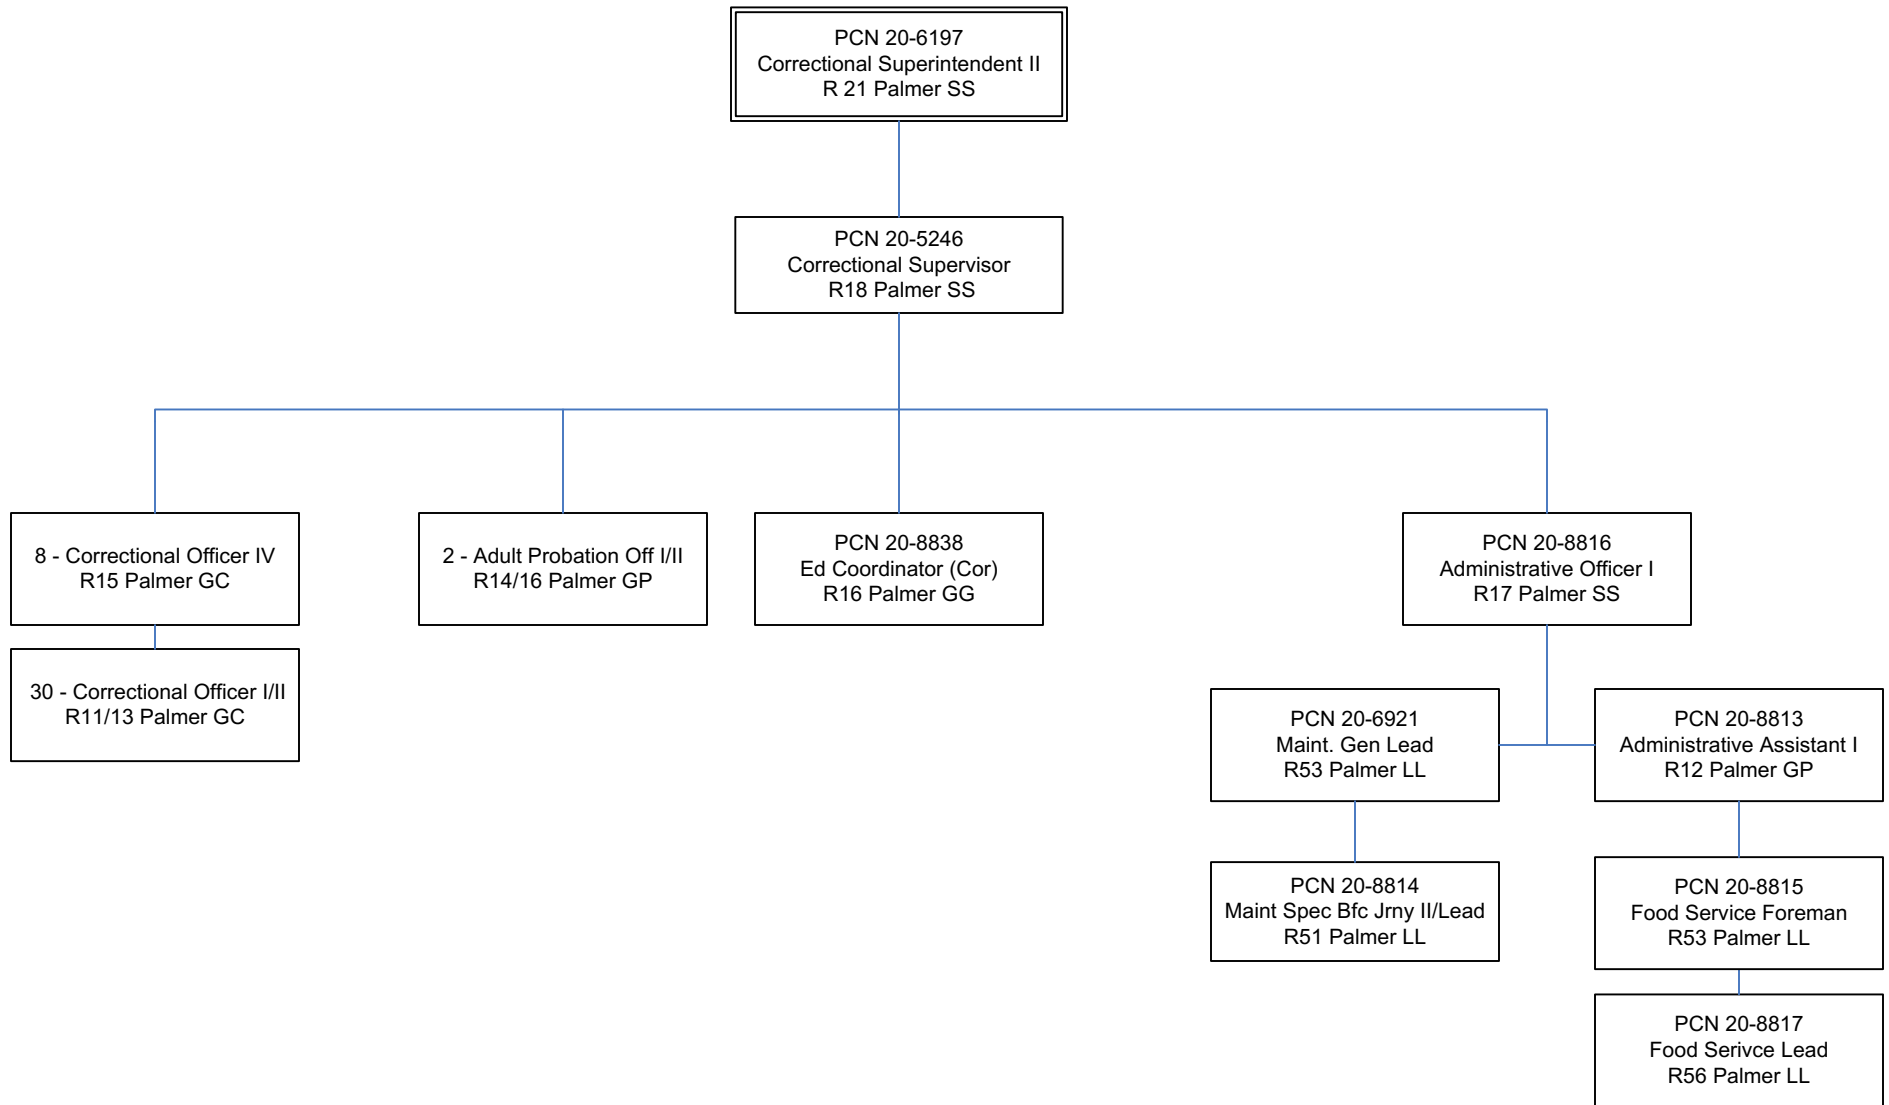 PCN 20-6197
Correctional Superintendent II
R 21 Palmer SS
PCN 20-5246
Correctional Supervisor
R18 Palmer SS
8 - Correctional Officer IV
R15 Palmer GC
2 - Adult Probation Off I/II
R14/16 Palmer GP
PCN 20-8838
Ed Coordinator (Cor)
R16 Palmer GG
PCN 20-8816
Administrative Officer I
R17 Palmer SS
30 - Correctional Officer I/II
R11/13 Palmer GC
PCN 20-6921
Maint. Gen Lead
R53 Palmer LL
PCN 20-8813
Administrative Assistant I
R12 Palmer GP
PCN 20-8814
Maint Spec Bfc Jrny II/Lead
R51 Palmer LL
PCN 20-8815
Food Service Foreman
R53 Palmer LL
PCN 20-8817
Food Serivce Lead
R56 Palmer LL